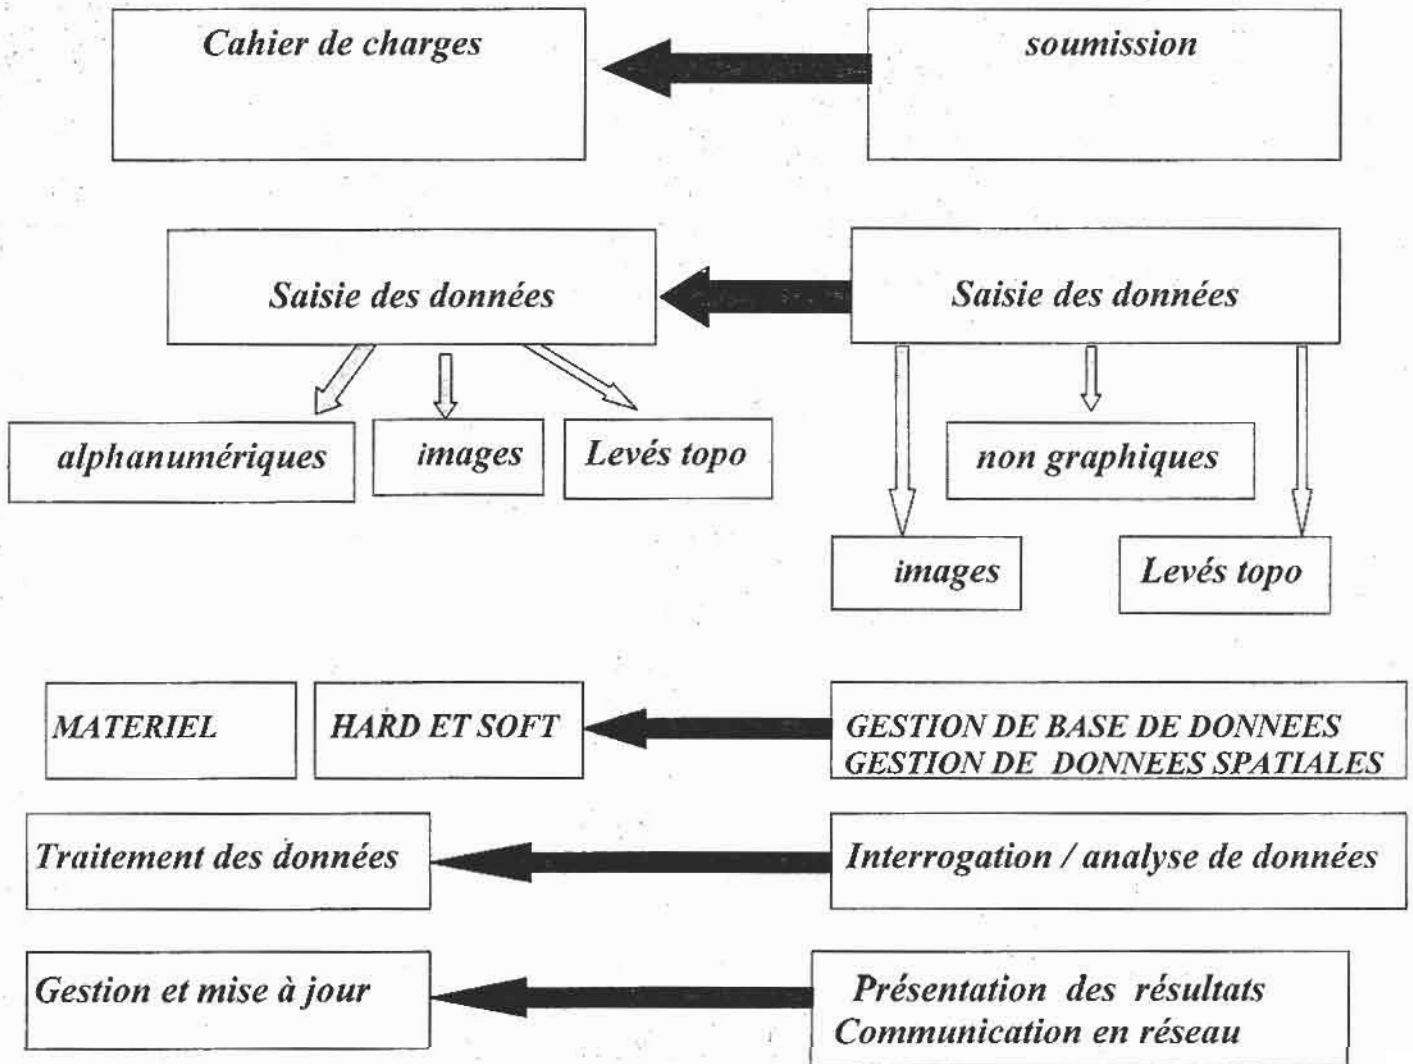 Cahier de charges
soumission
Saisie des données
Saisie des données
alphanumériques
images
Levés topo
non graphiques
images
Levés topo
MATERIEL
HARD ET SOFT
GESTION DE BASE DE DONNEES
GESTION DE DONNEES SPATIALES
Traitement des données
Interrogation / analyse de données
Gestion et mise à jour
Présentation des résultats
Communication en réseau